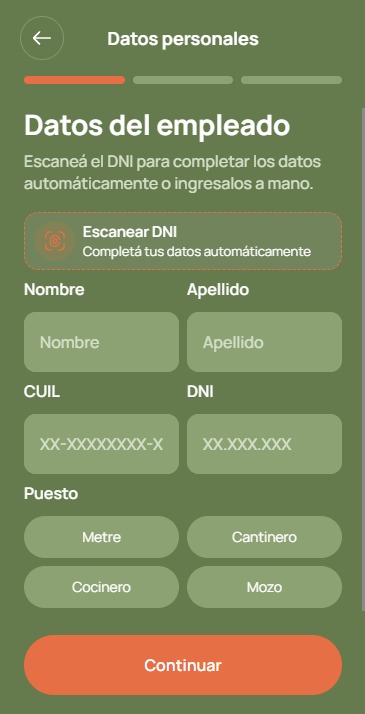 Datos personales
Datos del empleado
Escaneá el DNI para completar los datos
automáticamente o ingresalos a mano.
Escanear DNI
Completá tus datos automáticamente
Nombre
Apellido
Nombre
Apellido
CUIL
DNI
XX-XXXXXXXX-X
XX.XXX.XXX
Puesto
Metre
Cantinero
Cocinero
Mozo
Continuar